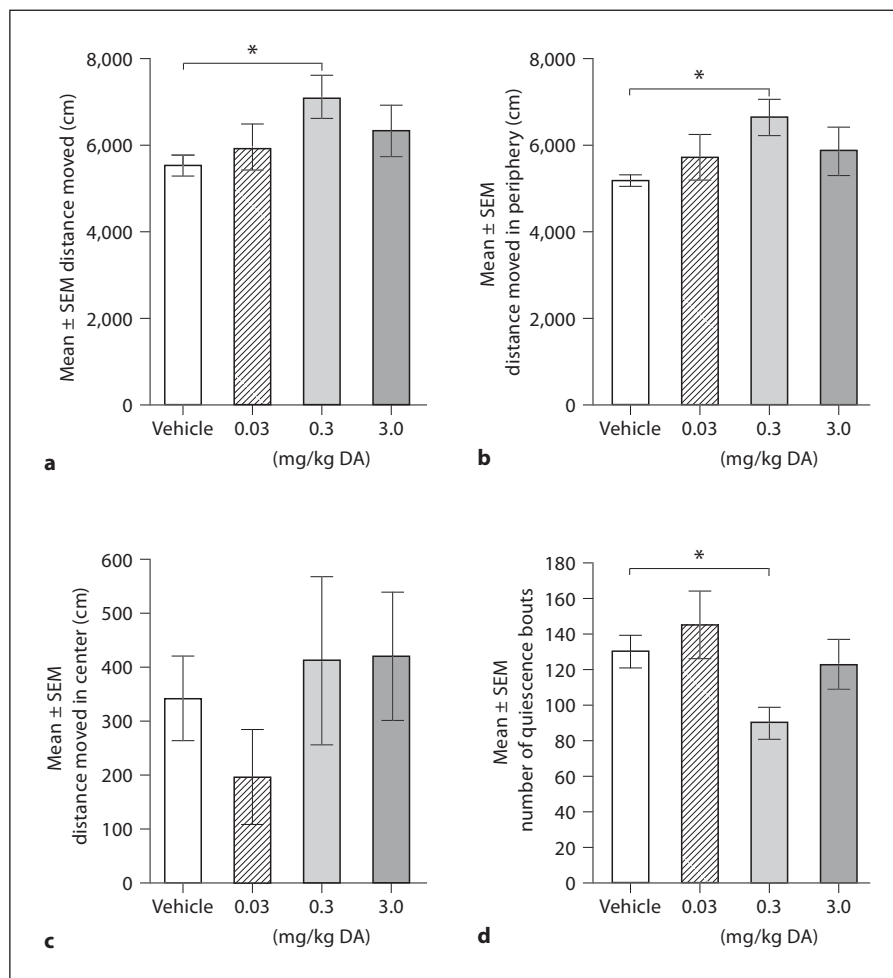 *
8,000
6,000
4,000
2,000
0
Mean ± SEM distance moved (cm)
Vehicle 0.03 0.3 3.0
(mg/kg DA)
a
*
8,000
6,000
4,000
2,000
0
Mean ± SEM
distance moved in periphery (cm)
Vehicle 0.03 0.3 3.0
(mg/kg DA)
b
600
500
400
300
200
100
0
Mean ± SEM
distance moved in center (cm)
Vehicle 0.03 0.3 3.0
(mg/kg DA)
c
*
180
160
140
120
100
80
60
40
20
0
Mean ± SEM
number of quiescence bouts
Vehicle 0.03 0.3 3.0
(mg/kg DA)
d